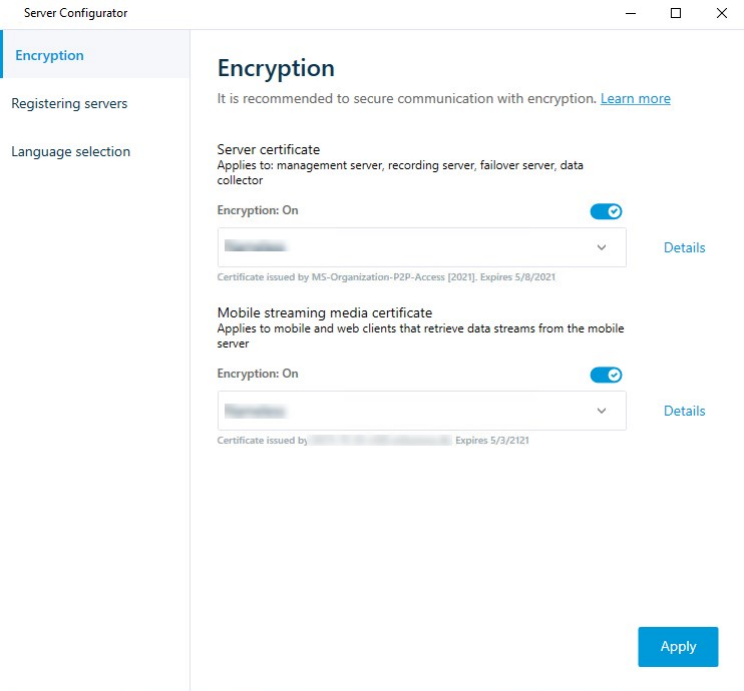 Server Configurator
Encryption
Registering servers
Language selection
Encryption
It is recommended to secure communication with encryption. Learn more
Server certificate
Applies to: management server, recording server, failover server, data
collector
Encryption: On
Details
Certificate issued by MS-Organization-P2P-Access [2021]. Expires 5/8/2021
Mobile streaming media certificate
Applies to mobile and web clients that retrieve data streams from the mobile
server
Encryption: On
Details
Certificate issued by Expires 5/3/2121
Apply